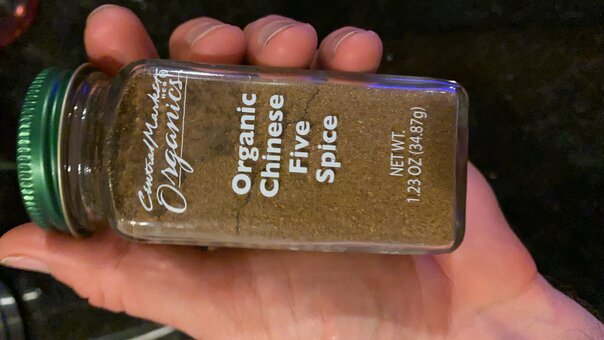 Central Market
H-E-B
Organics
Organic
Chinese
Five
Spice
NET WT.
1.23 OZ (34.87g)